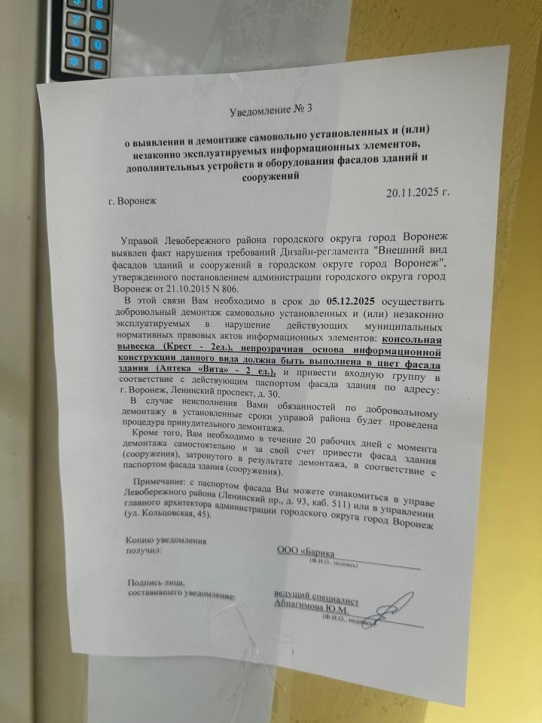 Уведомление № 3
о выявлении и демонтаже самовольно установленных и (или)
незаконно эксплуатируемых информационных элементов,
дополнительных устройств и оборудования фасадов зданий и
сооружений
г. Воронеж
20.11.2025 г.
Управой Левобережного района городского округа город Воронеж
выявлен факт нарушения требований Дизайн-регламента "Внешний вид
фасадов зданий и сооружений в городском округе город Воронеж",
утвержденного постановлением администрации городского округа город
Воронеж от 21.10.2015 N 806.
В этой связи Вам необходимо в срок до 05.12.2025 осуществить
добровольный демонтаж самовольно установленных и (или) незаконно
эксплуатируемых в нарушение действующих муниципальных
нормативных правовых актов информационных элементов: консольная
вывеска (Крест - 2ед.), непрозрачная основа информационной
конструкции данного вида должна быть выполнена в цвет фасада
здания (Аптека «Вита» - 2 ед.), и привести входную группу в
соответствие с действующим паспортом фасада здания по адресу:
г. Воронеж, Ленинский проспект, д. 30.
В случае неисполнения Вами обязанностей по добровольному
демонтажу в установленные сроки управой района будет проведена
процедура принудительного демонтажа.
Кроме того, Вам необходимо в течение 20 рабочих дней с момента
демонтажа самостоятельно и за свой счет привести фасад здания
(сооружения), затронутого в результате демонтажа, в соответствие с
паспортом фасада здания (сооружения).
Примечание: с паспортом фасада Вы можете ознакомиться в управе
Левобережного района (Ленинский пр., д. 93, каб. 511) или в управлении
главного архитектора администрации городского округа город Воронеж
(ул. Кольцовская, 45).
Копию уведомления
получил:
ООО «Барика
(Ф.И.О., подпись)
Подпись лица,
составившего уведомление:
ведущий специалист
Абнагимова Ю.М.
(Ф.И.О., подпись)